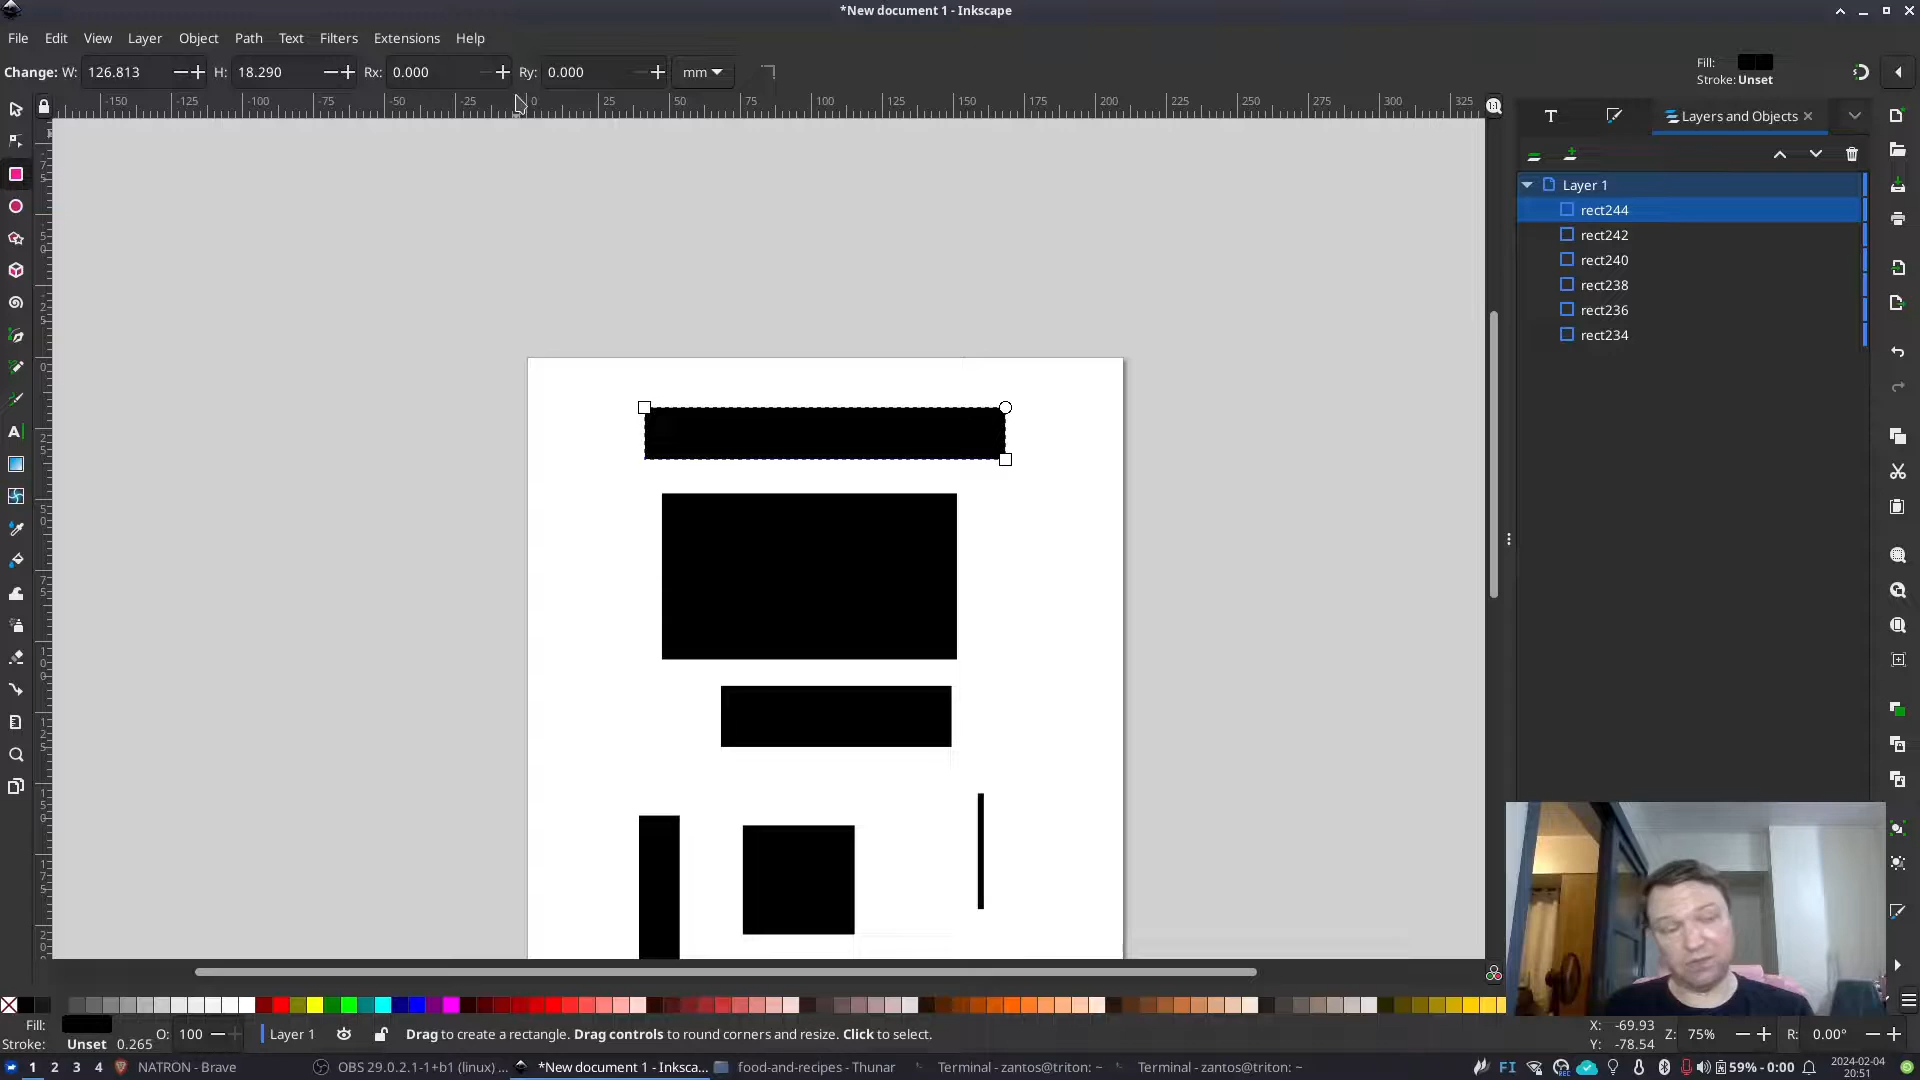 *New document 1 - Inkscape
File Edit View Layer Object Path Text Filters Extensions Help
Change: W: 126.813 H: 18.290 Rx: 0.000 Ry: 0.000 mm
Fill:
Stroke: Unset
-150 -125 -100 -75 -50 -25 0 25 50 75 100 125 150 175 200 225 250 275 300 325
1:1
Layers and Objects
Layer 1
rect244
rect242
rect240
rect238
rect236
rect234
Fill:
Stroke: Unset 0.265
O: 100
Layer 1
Drag to create a rectangle. Drag controls to round corners and resize. Click to select.
X: -69.93
Y: -78.54
Z: 75%
R: 0.00°
1 2 3 4 NATRON - Brave
OBS 29.0.2.1-1+b1 (linux) ...
*New document 1 - Inksca...
food-and-recipes - Thunar
Terminal - zantos@triton: ~
Terminal - zantos@triton: ~
FI
59% - 0:00
2024-02-04
20:51